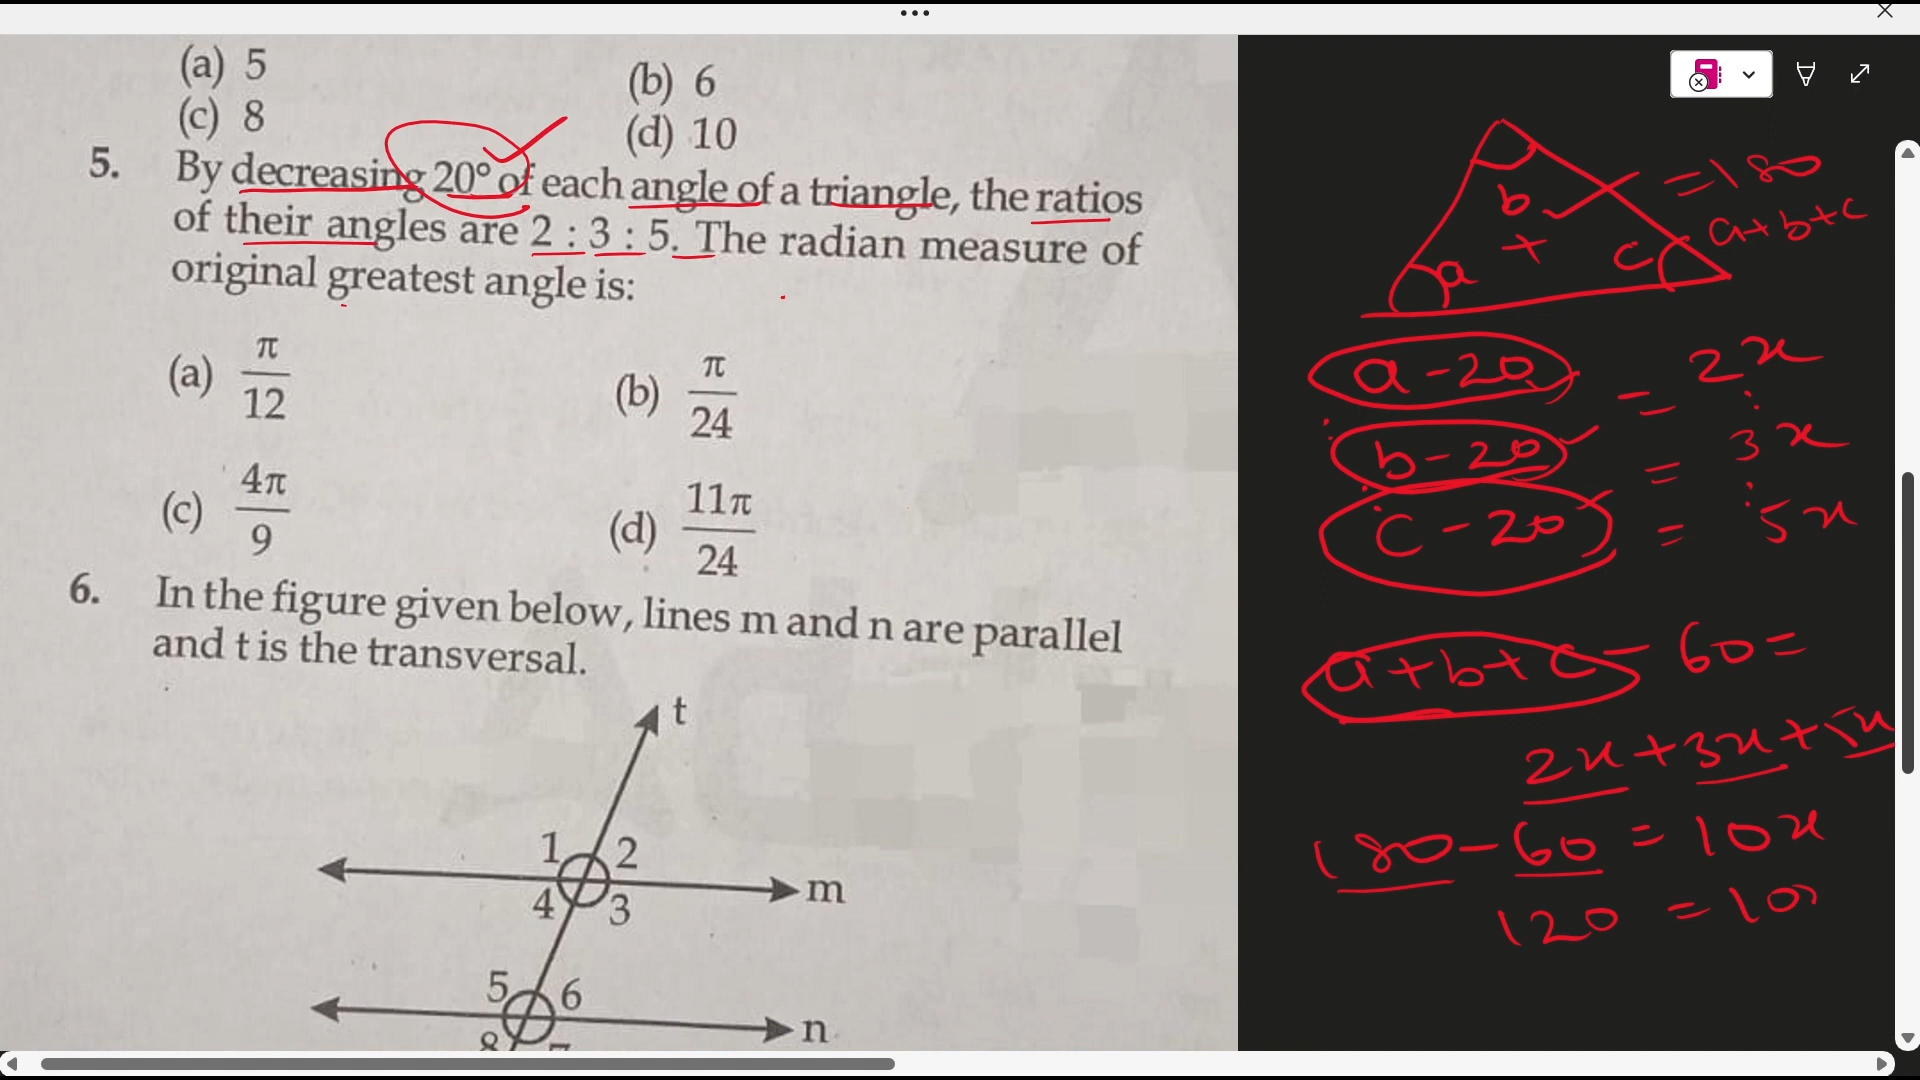 (a) 5
(b) 6
(c) 8
(d) 10
5. By decreasing 20° of each angle of a triangle, the ratios
of their angles are 2 : 3 : 5. The radian measure of
original greatest angle is:
(a) π/12
(b) π/24
(c) 4π/9
(d) 11π/24
6. In the figure given below, lines m and n are parallel
and t is the transversal.
t
1 2
m
4 3
5 6
n
8 7
b
= 180
+
a
c
a+b+c
a - 20 = 2x
:
b - 20 = 3x
:
c - 20 = 5x
a+b+c - 60 =
2x + 3x + 5x
180 - 60 = 10x
120 = 10